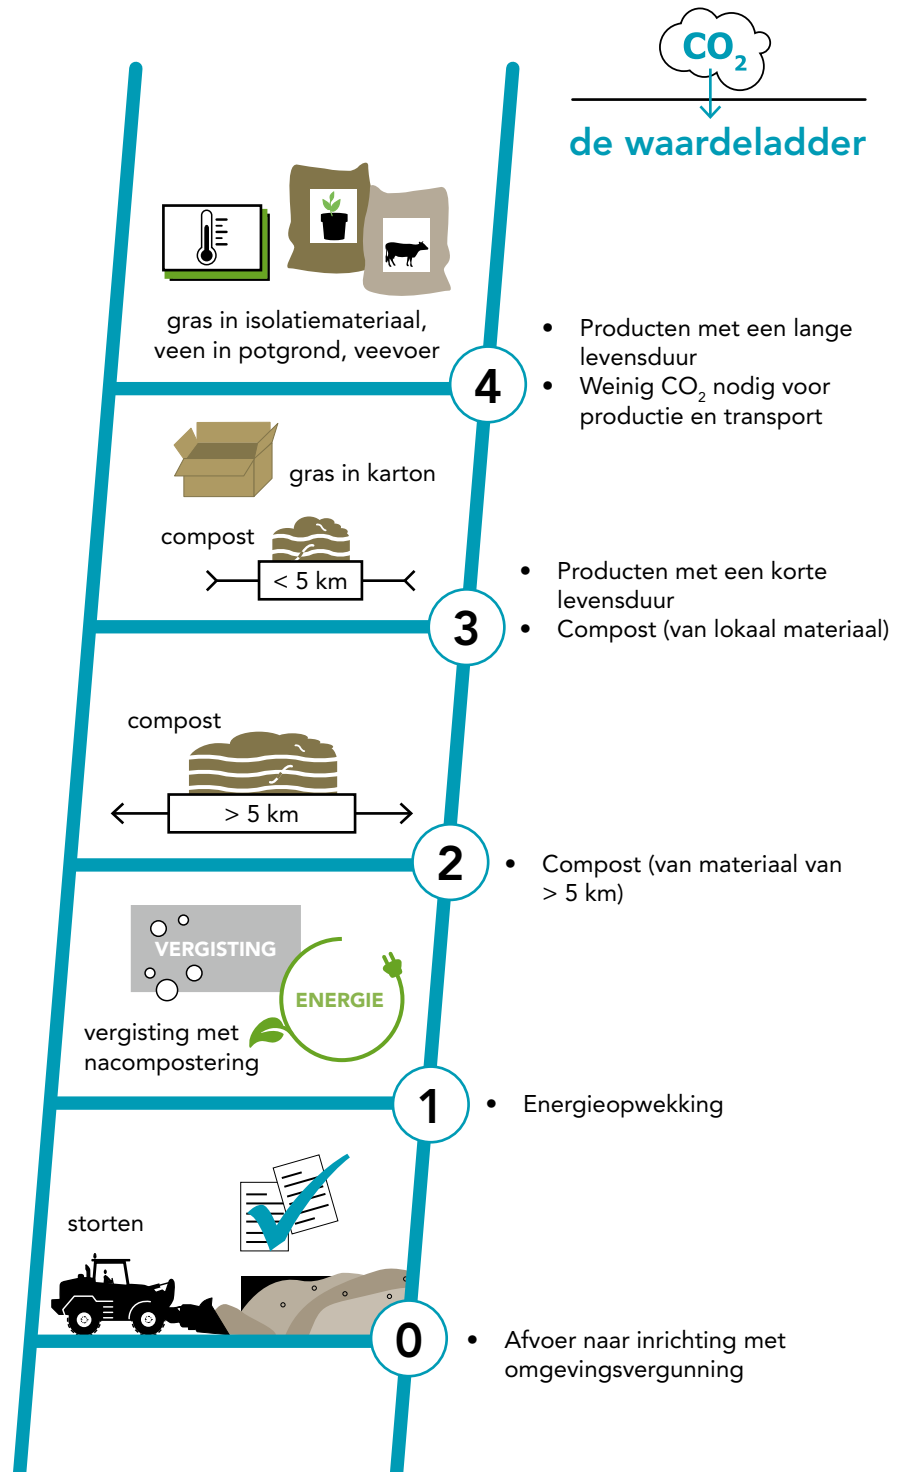 CO2
de waardeladder
gras in isolatiemateriaal,
veen in potgrond, veevoer
4
• Producten met een lange
levensduur
• Weinig CO2 nodig voor
productie en transport
gras in karton
compost
< 5 km
3
• Producten met een korte
levensduur
• Compost (van lokaal materiaal)
compost
> 5 km
2
• Compost (van materiaal van
> 5 km)
VERGISTING
ENERGIE
vergisting met
nacompostering
1
• Energieopwekking
storten
0
• Afvoer naar inrichting met
omgevingsvergunning